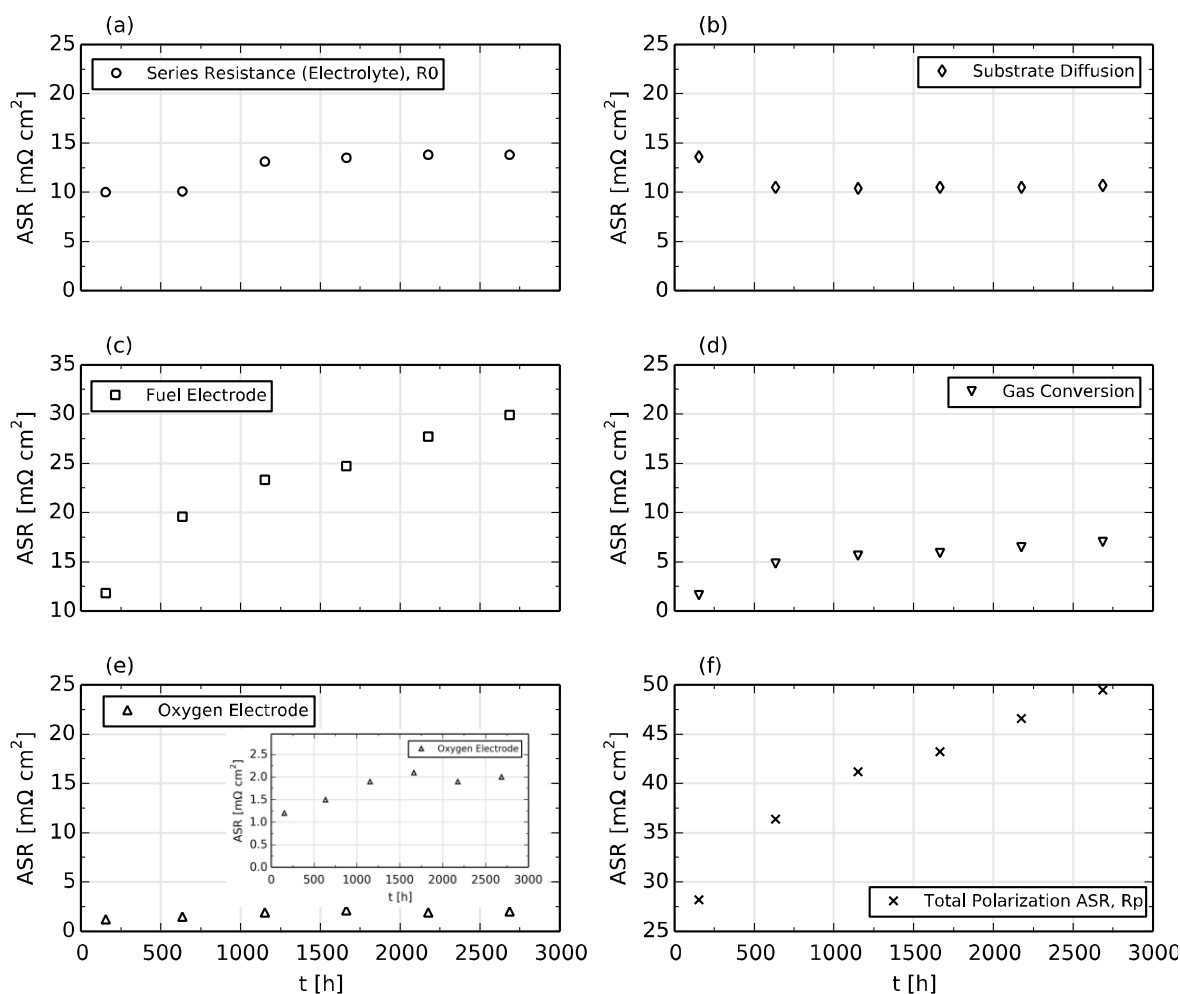 (a)
25
20
15
10
5
0
ASR [mΩ cm²]
Series Resistance (Electrolyte), R0
(b)
25
20
15
10
5
0
ASR [mΩ cm²]
Substrate Diffusion
(c)
35
30
25
20
15
10
ASR [mΩ cm²]
Fuel Electrode
(d)
25
20
15
10
5
0
ASR [mΩ cm²]
Gas Conversion
(e)
25
20
15
10
5
0
ASR [mΩ cm²]
Oxygen Electrode
2.5
2.0
1.5
1.0
0.5
0.0
ASR [mΩ cm²]
Oxygen Electrode
0 500 1000 1500 2000 2500 3000
t [h]
0 500 1000 1500 2000 2500 3000
t [h]
(f)
50
45
40
35
30
25
ASR [mΩ cm²]
Total Polarization ASR, Rp
0 500 1000 1500 2000 2500 3000
t [h]